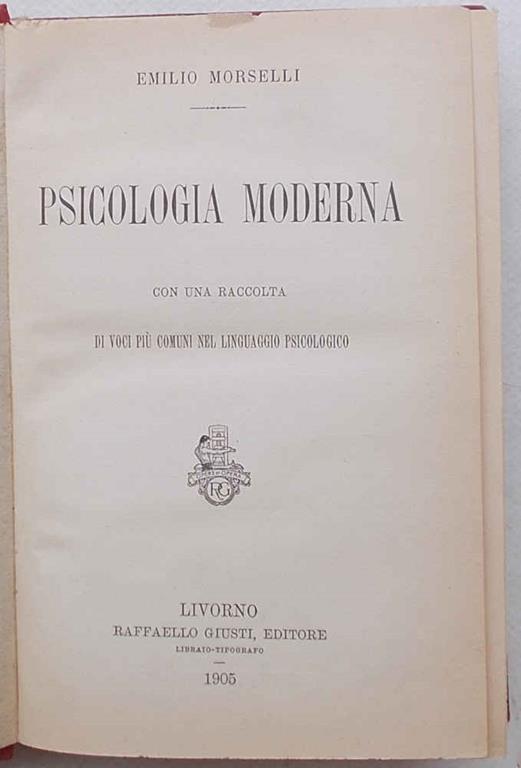 EMILIO MORSELLI
PSICOLOGIA MODERNA
CON UNA RACCOLTA
DI VOCI PIÙ COMUNI NEL LINGUAGGIO PSICOLOGICO
RG
LIVORNO
RAFFAELLO GIUSTI, EDITORE
LIBRAIO-TIPOGRAFO
1905